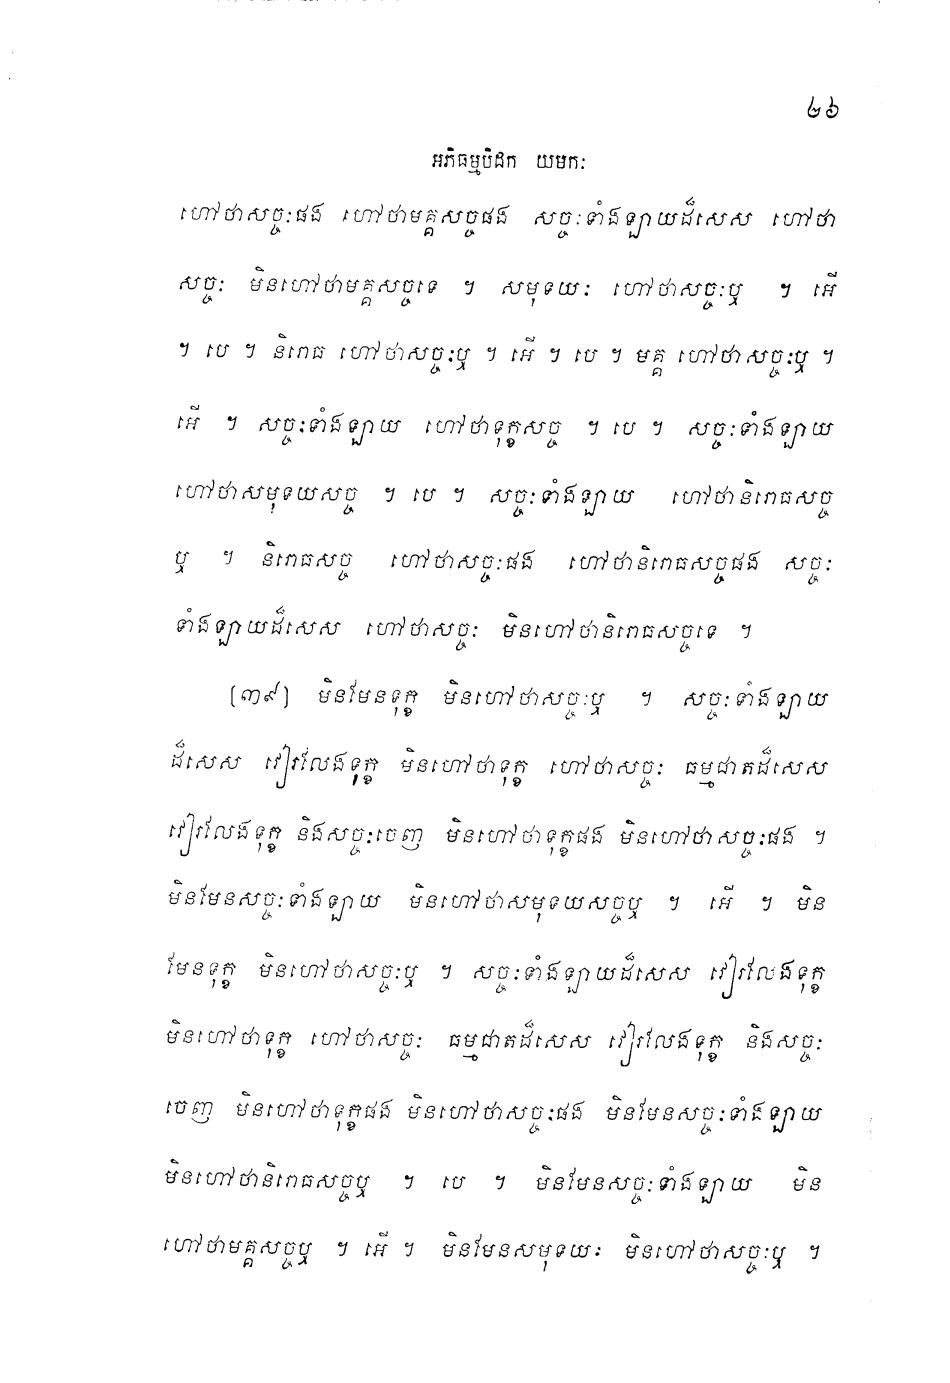 ២៦
អភិធម្មបិដក យមកៈ
ហៅថាសច្ចៈផង ហៅថាមគ្គសច្ចផង សច្ចៈទាំងឡាយដ៏សេស ហៅថា
សច្ចៈ មិនហៅថាមគ្គសច្ចទេ ។ សមុទយៈ ហៅថាសច្ចៈឬ ។ អើ
។ បេ ។ និរោធ ហៅថាសច្ចៈឬ ។ អើ ។ បេ ។ មគ្គ ហៅថាសច្ចៈឬ ។
អើ ។ សច្ចៈទាំងឡាយ ហៅថាទុក្ខសច្ច ។ បេ ។ សច្ចៈទាំងឡាយ
ហៅថាសមុទយសច្ច ។ បេ ។ សច្ចៈទាំងឡាយ ហៅថានិរោធសច្ច
ឬ ។ និរោធសច្ច ហៅថាសច្ចៈផង ហៅថានិរោធសច្ចផង សច្ចៈ
ទាំងឡាយដ៏សេស ហៅថាសច្ចៈ មិនហៅថានិរោធសច្ចទេ ។
[៣៩] មិនមែនទុក្ខ មិនហៅថាសច្ចៈឬ ។ សច្ចៈទាំងឡាយ
ដ៏សេស វៀរលែងទុក្ខ មិនហៅថាទុក្ខ ហៅថាសច្ចៈ ធម្មជាតដ៏សេស
វៀរលែងទុក្ខ និងសច្ចៈចេញ មិនហៅថាទុក្ខផង មិនហៅថាសច្ចៈផង ។
មិនមែនសច្ចៈទាំងឡាយ មិនហៅថាសមុទយសច្ចឬ ។ អើ ។ មិន
មែនទុក្ខ មិនហៅថាសច្ចៈឬ ។ សច្ចៈទាំងឡាយដ៏សេស វៀរលែងទុក្ខ
មិនហៅថាទុក្ខ ហៅថាសច្ចៈ ធម្មជាតដ៏សេស វៀរលែងទុក្ខ និងសច្ចៈ
ចេញ មិនហៅថាទុក្ខផង មិនហៅថាសច្ចៈផង មិនមែនសច្ចៈទាំងឡាយ
មិនហៅថានិរោធសច្ចឬ ។ បេ ។ មិនមែនសច្ចៈទាំងឡាយ មិន
ហៅថាមគ្គសច្ចឬ ។ អើ ។ មិនមែនសមុទយៈ មិនហៅថាសច្ចៈឬ ។